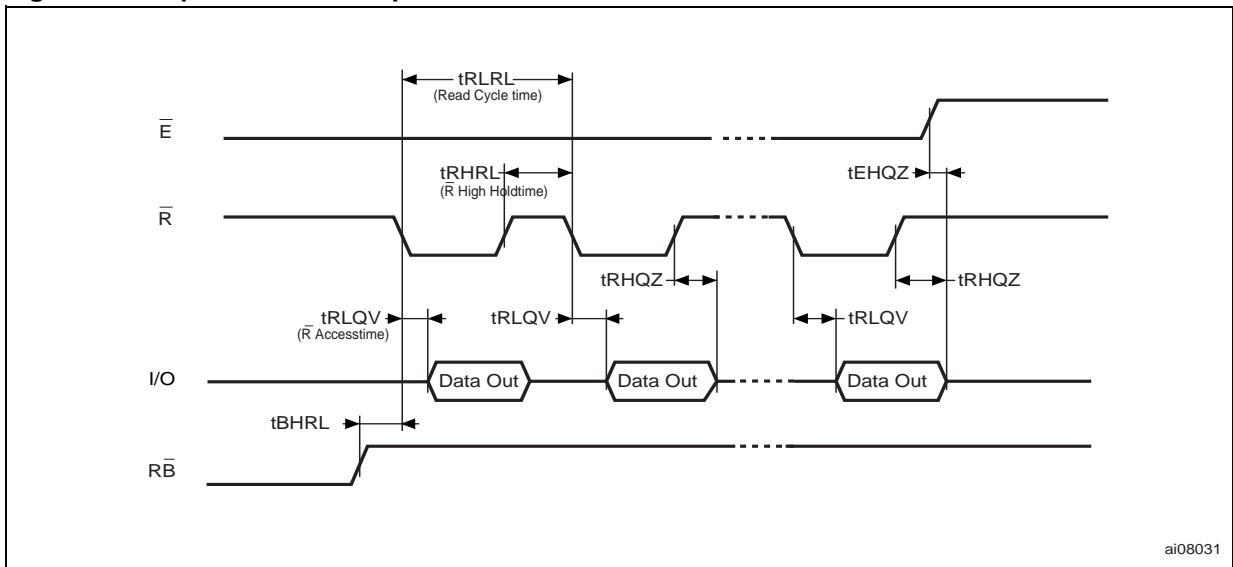 tRLRL
(Read Cycle time)
E̅
tRHRL
(R̅ High Holdtime)
tEHQZ
R̅
tRHQZ
tRHQZ
tRLQV
(R̅ Accesstime)
tRLQV
tRLQV
I/O
Data Out
Data Out
Data Out
tBHRL
RB̅
ai08031